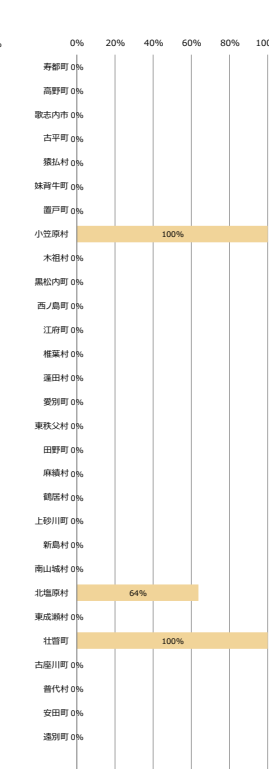 0% 20% 40% 60% 80% 100
寿都町 0%
高野町 0%
歌志内市 0%
古平町 0%
猿払村 0%
妹背牛町 0%
置戸町 0%
小笠原村 100%
木祖村 0%
黒松内町 0%
西ノ島町 0%
江府町 0%
椎葉村 0%
蓬田村 0%
愛別町 0%
東秩父村 0%
田野町 0%
麻績村 0%
鶴居村 0%
上砂川町 0%
新島村 0%
南山城村 0%
北塩原村 64%
東成瀬村 0%
壮瞥町 100%
古座川町 0%
普代村 0%
安田町 0%
遠別町 0%